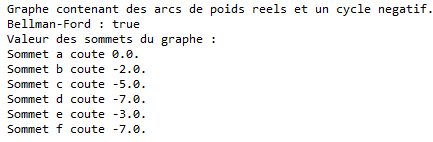 Graphe contenant des arcs de poids reels et un cycle negatif.
Bellman-Ford : true
Valeur des sommets du graphe :
Sommet a coute 0.0.
Sommet b coute -2.0.
Sommet c coute -5.0.
Sommet d coute -7.0.
Sommet e coute -3.0.
Sommet f coute -7.0.